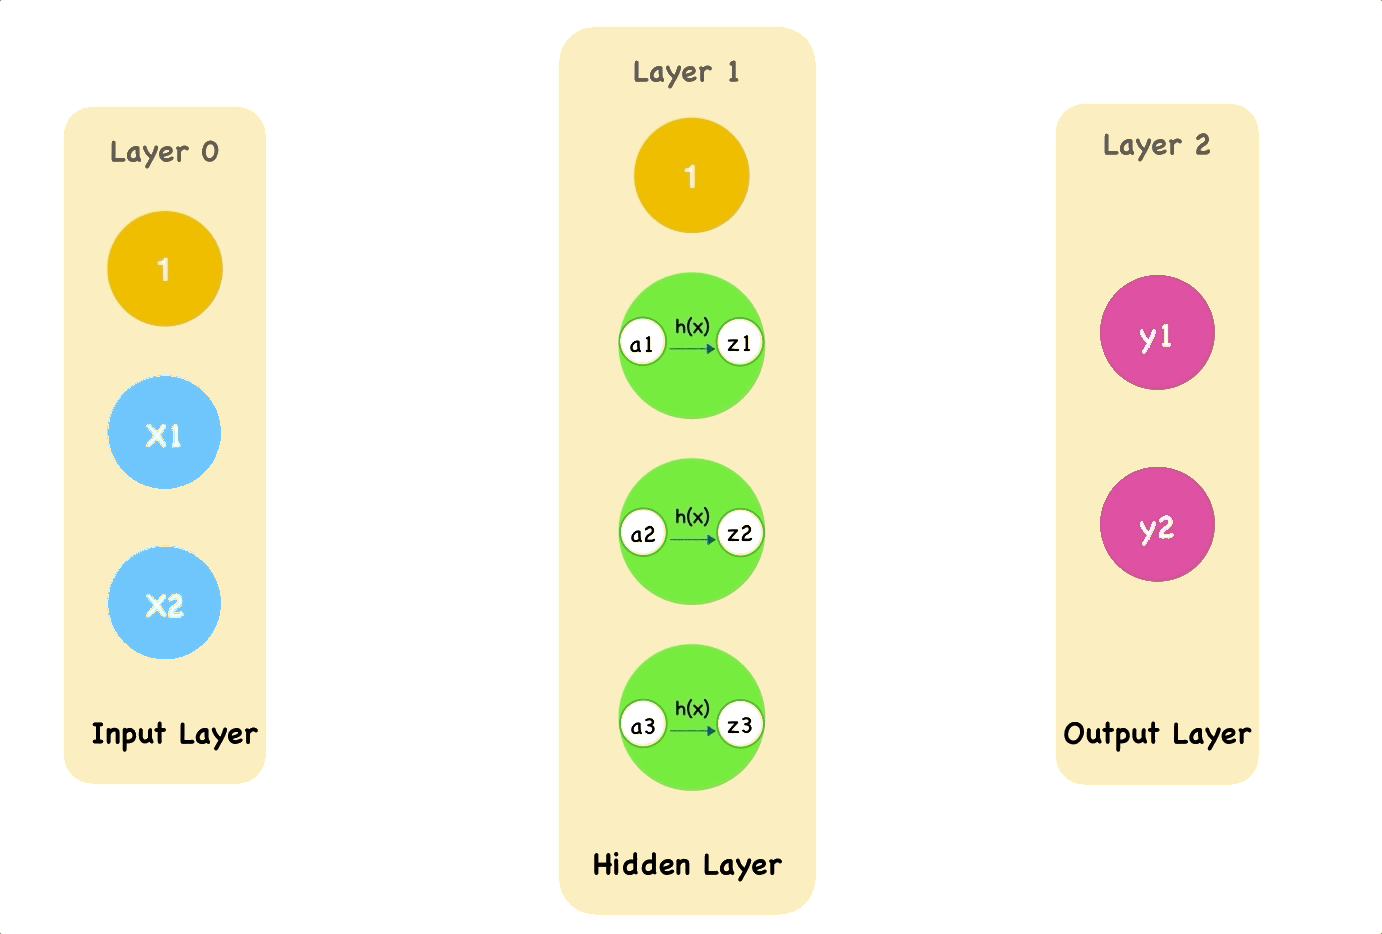 Layer 0
1
X1
X2
Input Layer
Layer 1
1
h(x)
a1 z1
h(x)
a2 z2
h(x)
a3 z3
Hidden Layer
Layer 2
y1
y2
Output Layer